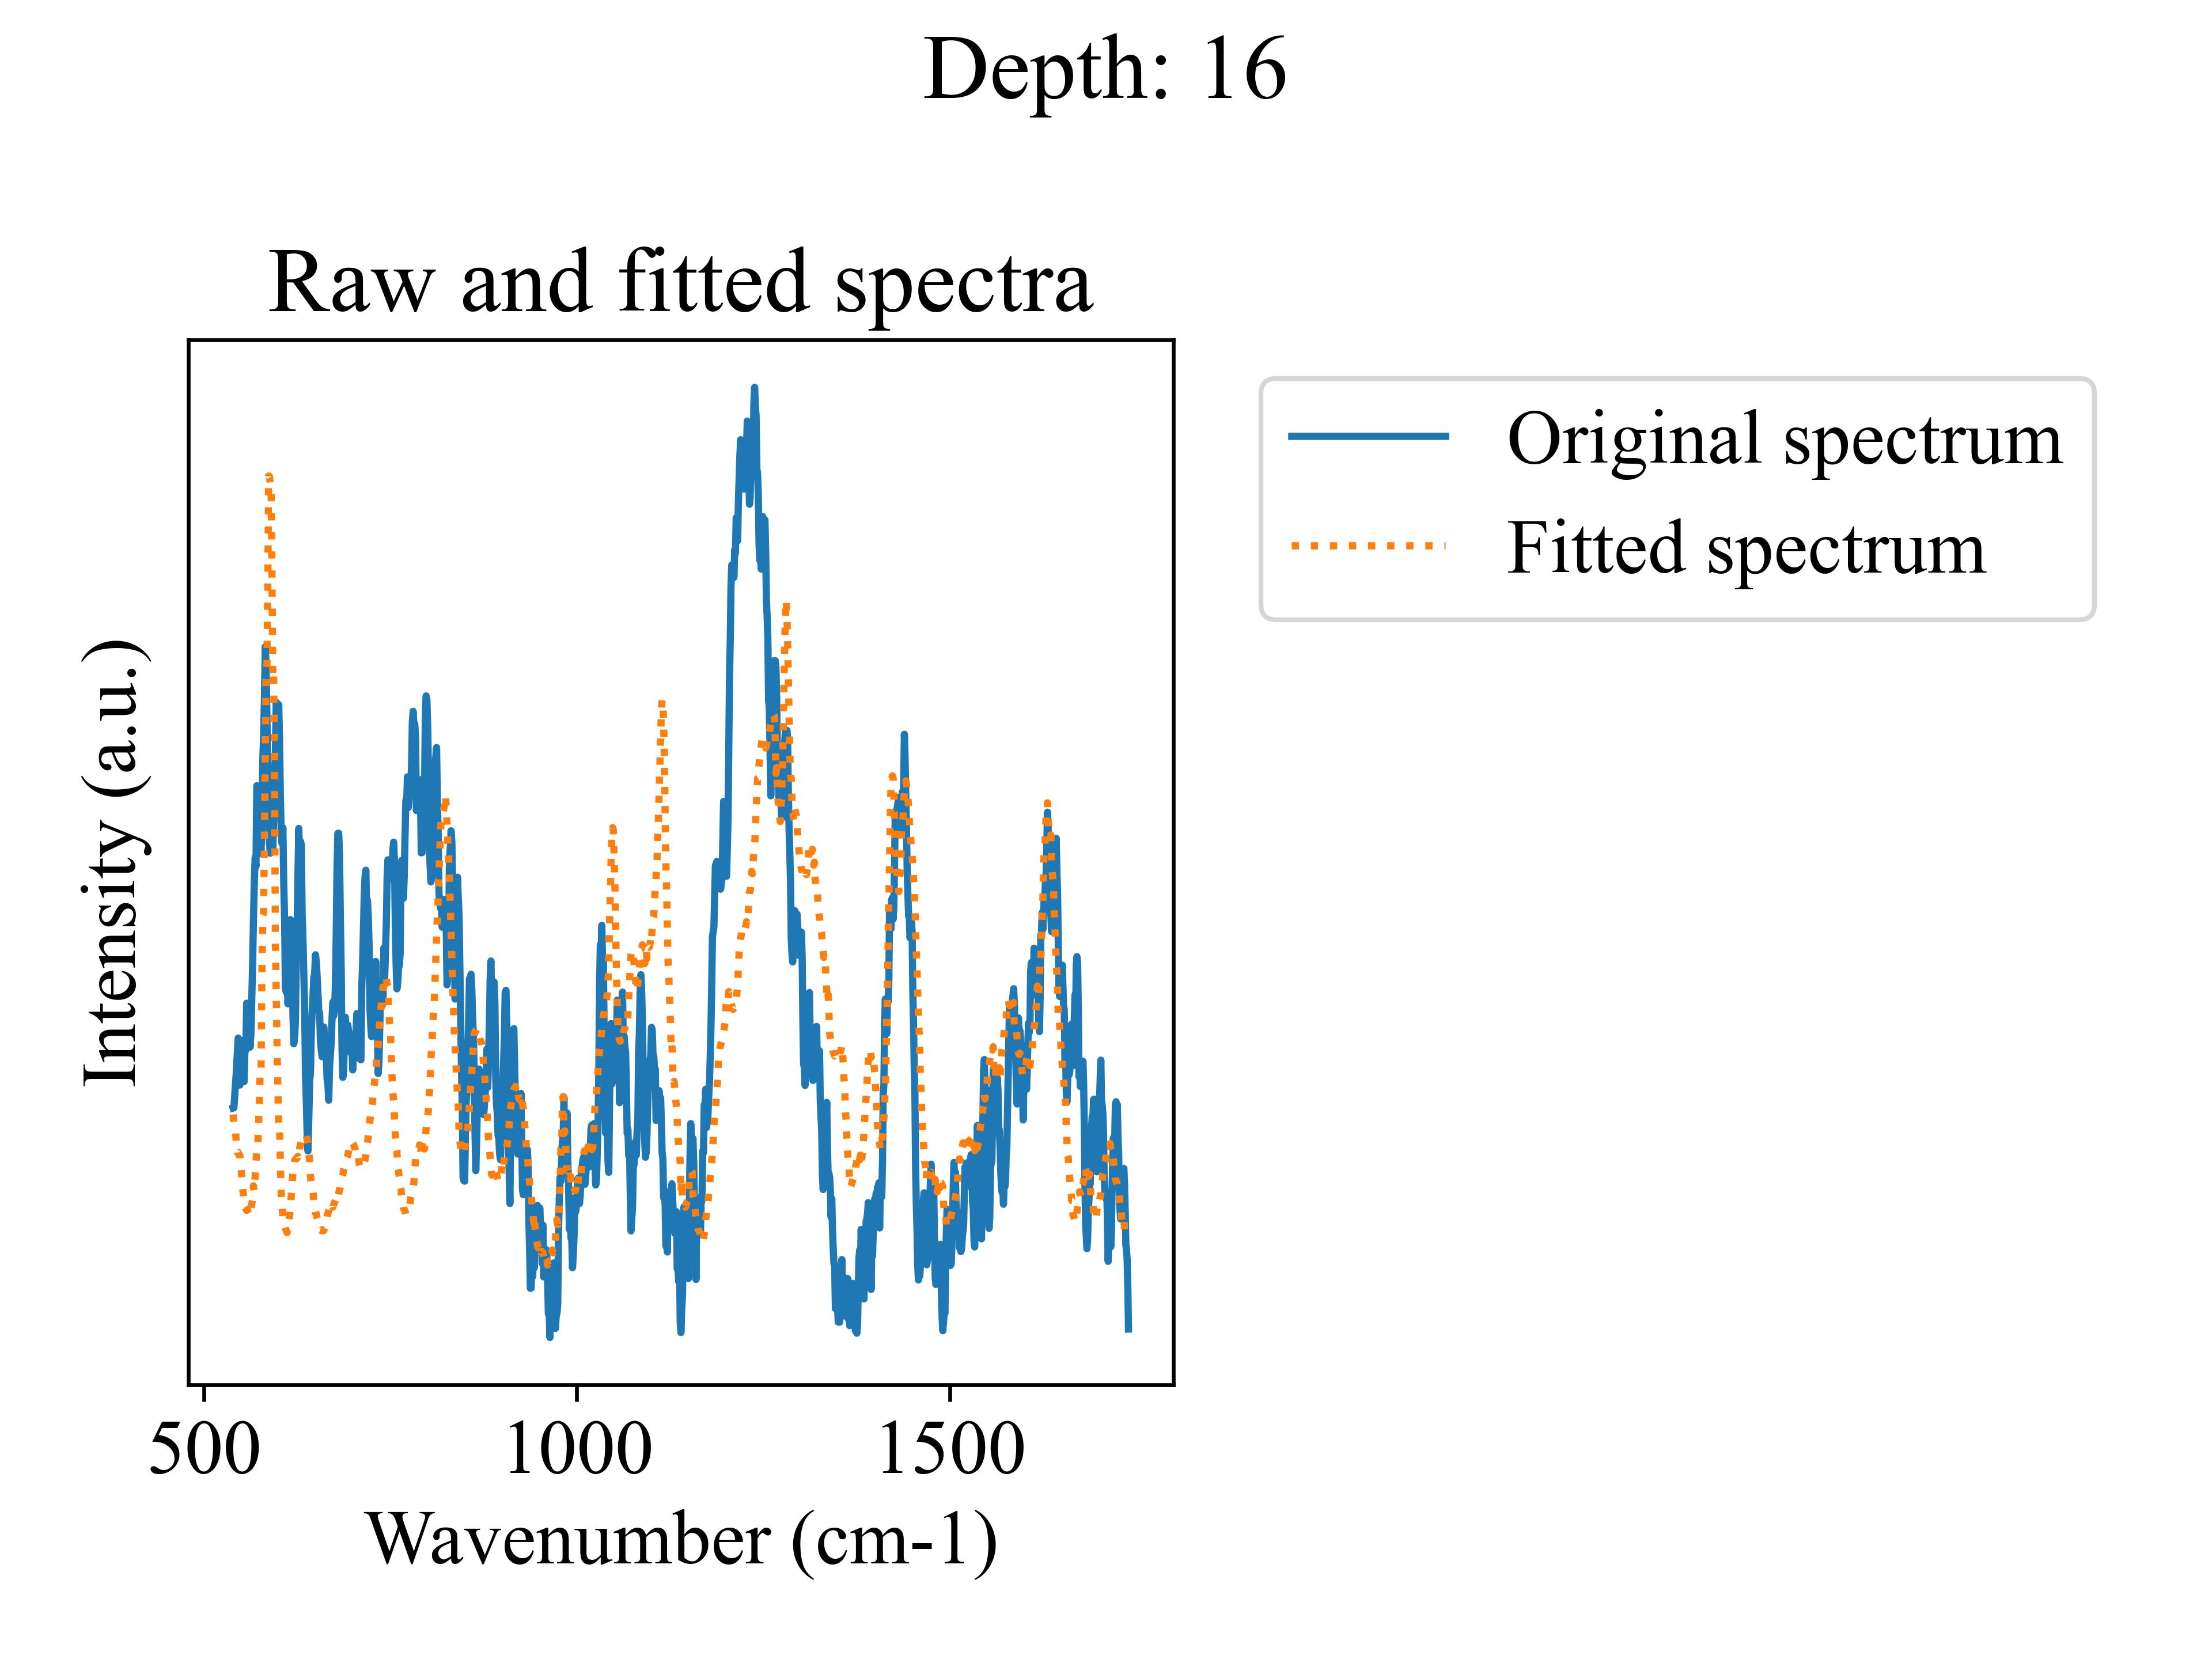 Depth: 16
Raw and fitted spectra
Original spectrum
Fitted spectrum
Intensity (a.u.)
500 1000 1500
Wavenumber (cm-1)